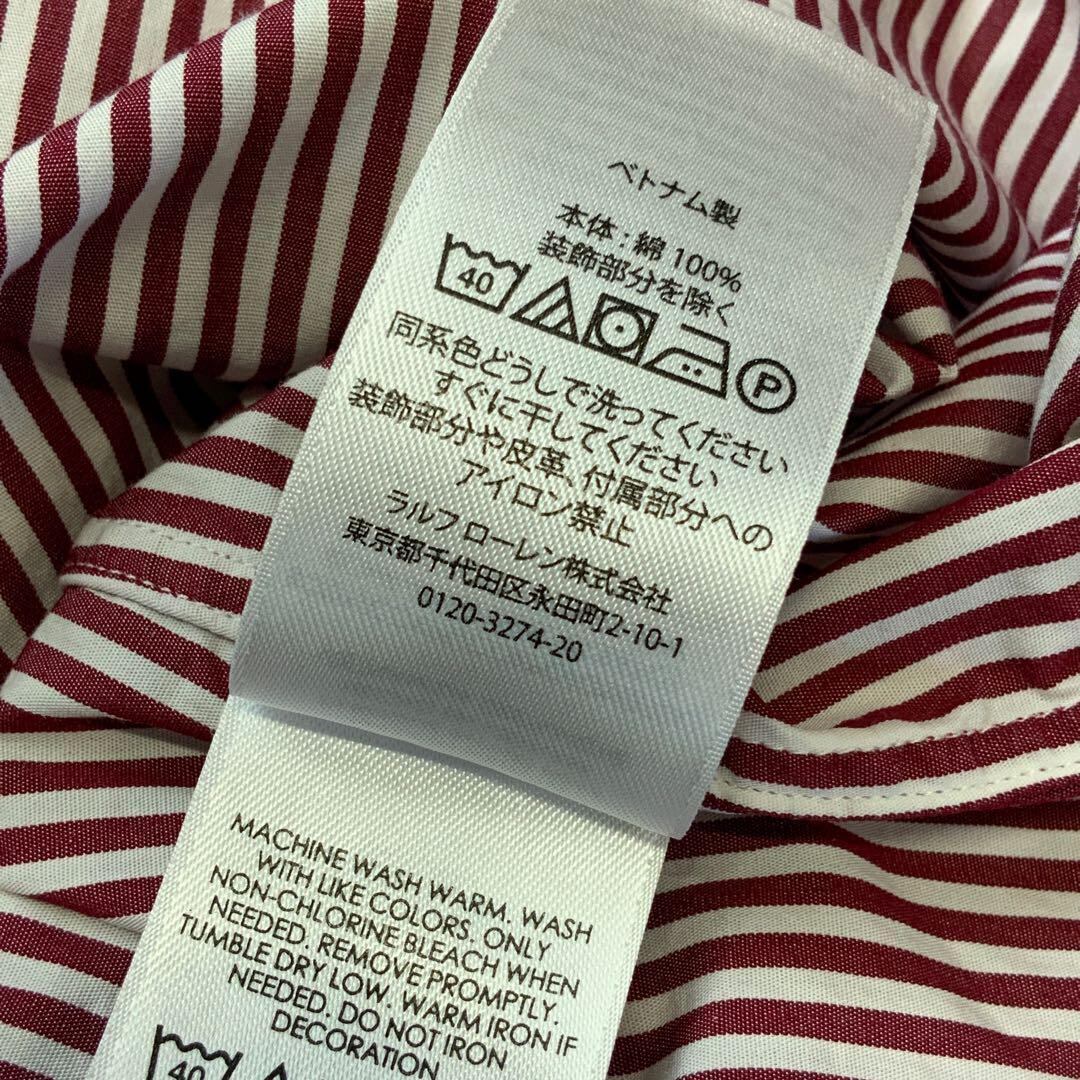 ベトナム製
本体 : 綿 100%
装飾部分を除く
40 P
同系色どうしで洗ってください
すぐに干してください
装飾部分や皮革、付属部分への
アイロン禁止
ラルフ ローレン株式会社
東京都千代田区永田町2-10-1
0120-3274-20
MACHINE WASH WARM. WASH
WITH LIKE COLORS. ONLY
NON-CHLORINE BLEACH WHEN
NEEDED. REMOVE PROMPTLY.
TUMBLE DRY LOW. WARM IRON IF
NEEDED. DO NOT IRON
DECORATION
40